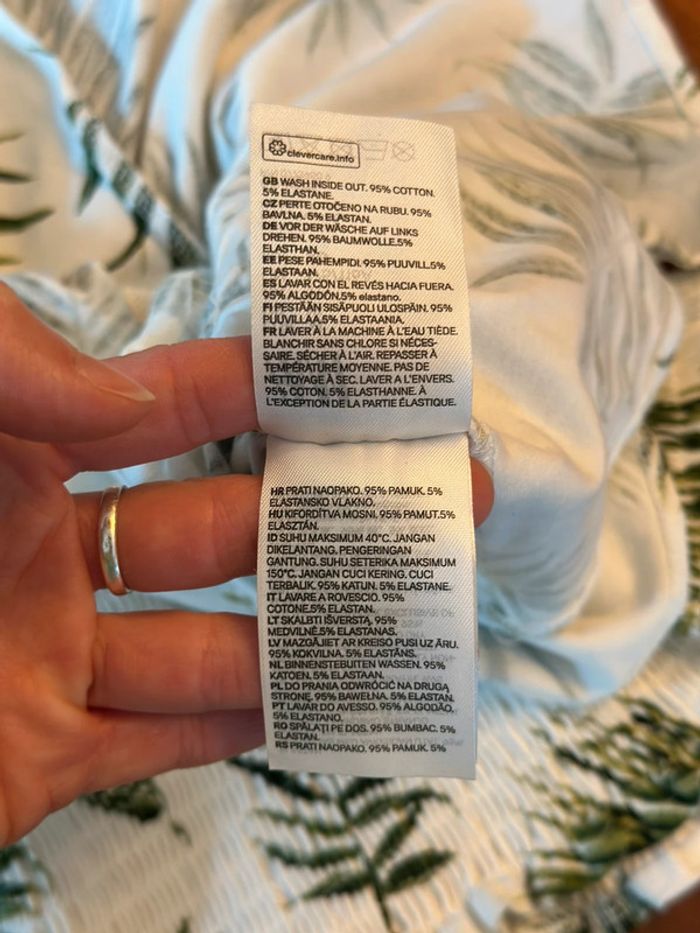 clevercare.info
GB WASH INSIDE OUT. 95% COTTON.
5% ELASTANE.
CZ PERTE OTOČENO NA RUBU. 95%
BAVLNA. 5% ELASTAN.
DE VOR DER WÄSCHE AUF LINKS
DREHEN. 95% BAUMWOLLE.5%
ELASTHAN.
EE PESE PAHEMPIDI. 95% PUUVILL.5%
ELASTAAN.
ES LAVAR CON EL REVÉS HACIA FUERA.
95% ALGODÓN.5% elastano.
FI PESTÄÄN SISÄPUOLI ULOSPÄIN. 95%
PUUVILLAA.5% ELASTAANIA.
FR LAVER À LA MACHINE À L'EAU TIÈDE.
BLANCHIR SANS CHLORE SI NÉCES-
SAIRE. SÉCHER À L'AIR. REPASSER À
TEMPÉRATURE MOYENNE. PAS DE
NETTOYAGE À SEC. LAVER A L'ENVERS.
95% COTON. 5% ELASTHANNE. À
L'EXCEPTION DE LA PARTIE ÉLASTIQUE.
HR PRATI NAOPAKO. 95% PAMUK. 5%
ELASTANSKO VLAKNO.
HU KIFORDÍTVA MOSNI. 95% PAMUT.5%
ELASZTÁN.
ID SUHU MAKSIMUM 40°C. JANGAN
DIKELANTANG. PENGERINGAN
GANTUNG. SUHU SETERIKA MAKSIMUM
150°C. JANGAN CUCI KERING. CUCI
TERBALIK. 95% KATUN. 5% ELASTANE.
IT LAVARE A ROVESCIO. 95%
COTONE.5% ELASTAN.
LT SKALBTI IŠVERSTĄ. 95%
MEDVILNĖ.5% ELASTANAS.
LV MAZGĀJIET AR KREISO PUSI UZ ĀRU.
95% KOKVILNA. 5% ELASTĀNS.
NL BINNENSTEBUITEN WASSEN. 95%
KATOEN. 5% ELASTAAN.
PL DO PRANIA ODWRÓCIĆ NA DRUGĄ
STRONĘ. 95% BAWEŁNA. 5% ELASTAN.
PT LAVAR DO AVESSO. 95% ALGODÃO.
5% ELASTANO.
RO SPĂLAŢI PE DOS. 95% BUMBAC. 5%
ELASTAN.
RS PRATI NAOPAKO. 95% PAMUK. 5%